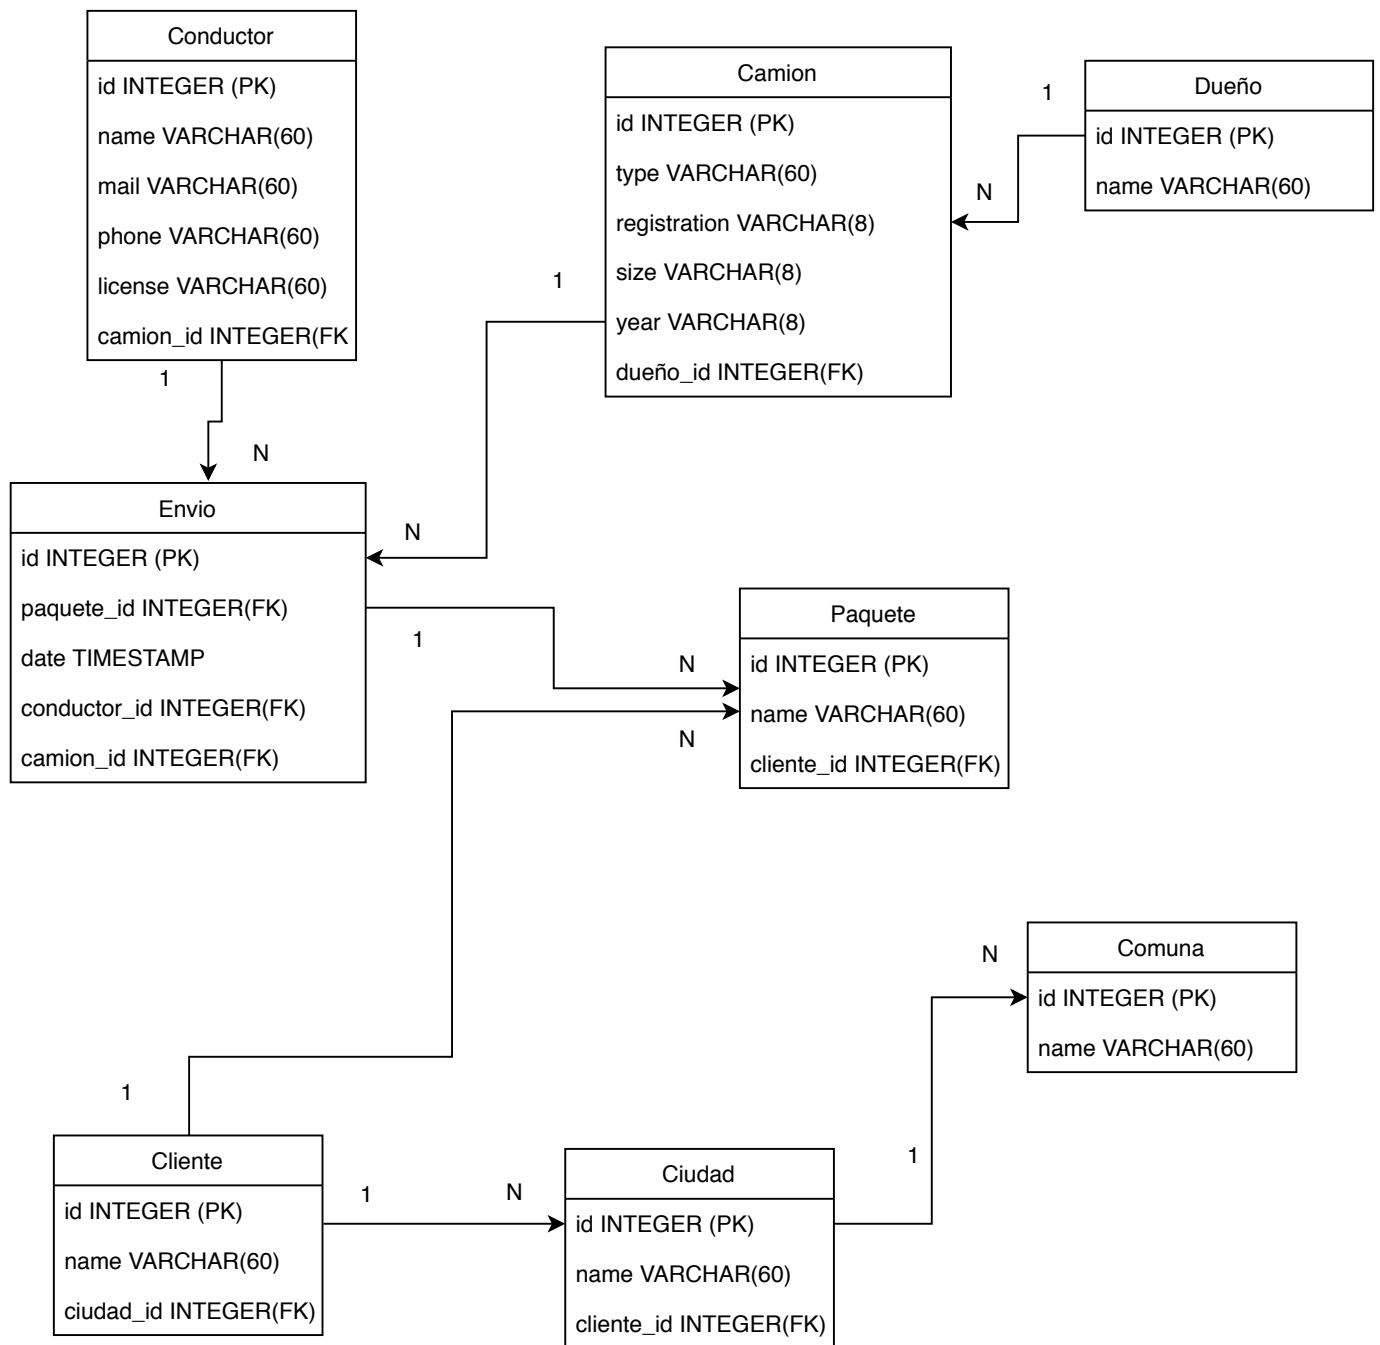 Conductor
id INTEGER (PK)
name VARCHAR(60)
mail VARCHAR(60)
phone VARCHAR(60)
license VARCHAR(60)
camion_id INTEGER(FK
1
N
Camion
id INTEGER (PK)
type VARCHAR(60)
registration VARCHAR(8)
size VARCHAR(8)
year VARCHAR(8)
dueño_id INTEGER(FK)
1
N
Dueño
id INTEGER (PK)
name VARCHAR(60)
1
N
Envio
id INTEGER (PK)
paquete_id INTEGER(FK)
date TIMESTAMP
conductor_id INTEGER(FK)
camion_id INTEGER(FK)
1
N
N
Paquete
id INTEGER (PK)
name VARCHAR(60)
cliente_id INTEGER(FK)
N
Comuna
id INTEGER (PK)
name VARCHAR(60)
1
Cliente
id INTEGER (PK)
name VARCHAR(60)
ciudad_id INTEGER(FK)
1
N
Ciudad
id INTEGER (PK)
name VARCHAR(60)
cliente_id INTEGER(FK)
1